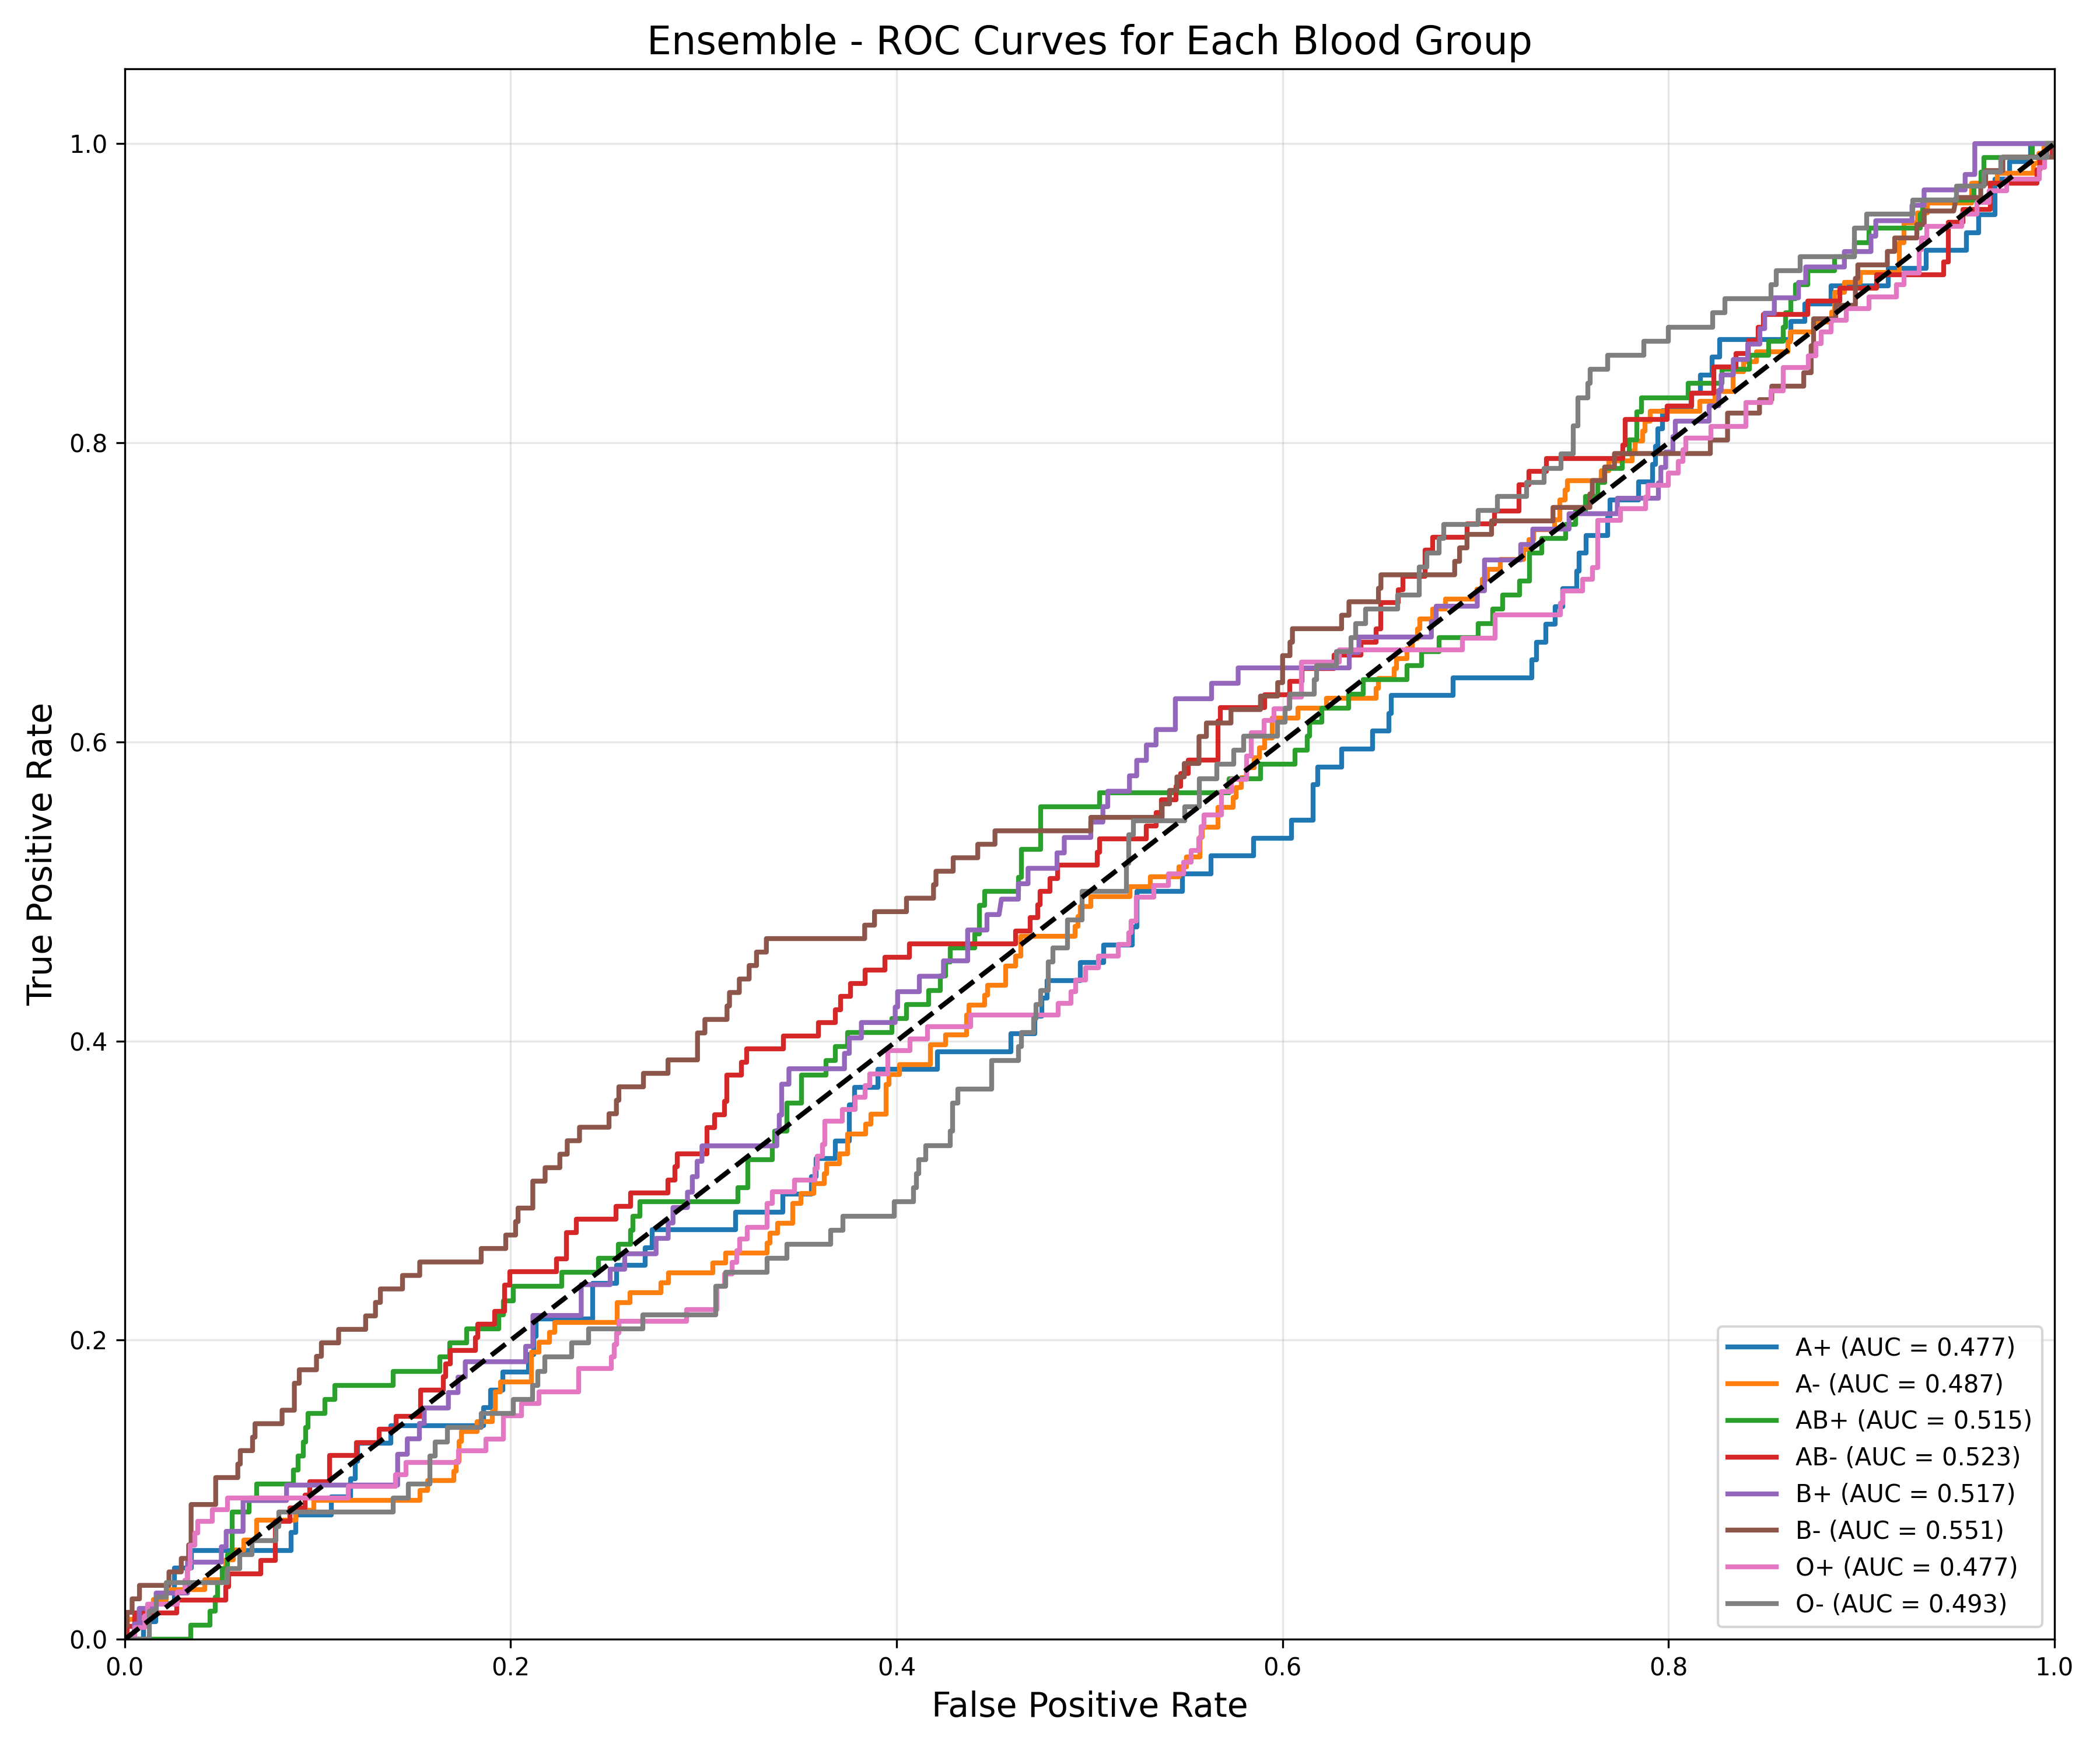 Ensemble - ROC Curves for Each Blood Group
True Positive Rate
1.0
0.8
0.6
0.4
0.2
0.0
0.0 0.2 0.4 0.6 0.8 1.0
False Positive Rate
A+ (AUC = 0.477)
A- (AUC = 0.487)
AB+ (AUC = 0.515)
AB- (AUC = 0.523)
B+ (AUC = 0.517)
B- (AUC = 0.551)
O+ (AUC = 0.477)
O- (AUC = 0.493)